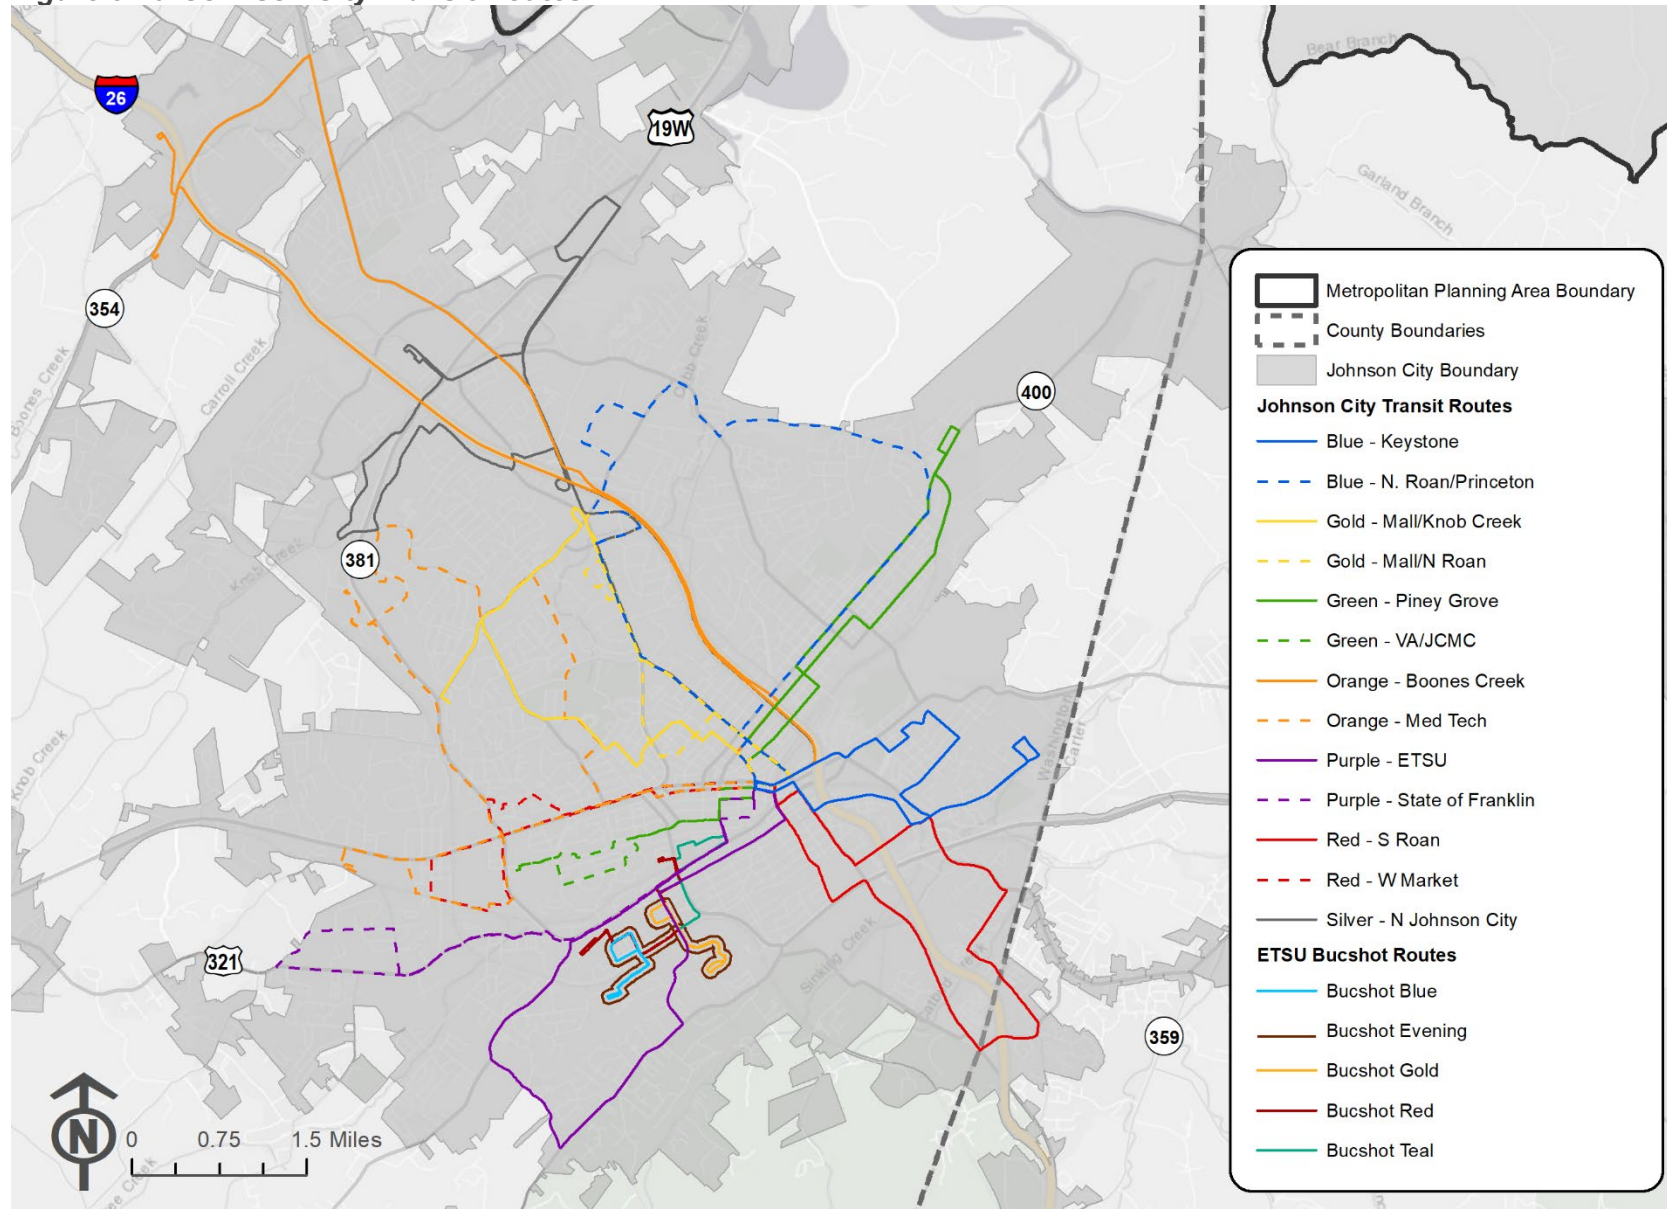 Bear Branch
26
19W
Garland Branch
354
Boones Creek
Carroll Creek
Cobb Creek
400
381
Knob Creek
Knob Creek
Washington
Carter
321
Sinking Creek
Creek
359
N
0 0.75 1.5 Miles
Creek
Metropolitan Planning Area Boundary
County Boundaries
Johnson City Boundary
Johnson City Transit Routes
Blue - Keystone
Blue - N. Roan/Princeton
Gold - Mall/Knob Creek
Gold - Mall/N Roan
Green - Piney Grove
Green - VA/JCMC
Orange - Boones Creek
Orange - Med Tech
Purple - ETSU
Purple - State of Franklin
Red - S Roan
Red - W Market
Silver - N Johnson City
ETSU Bucshot Routes
Bucshot Blue
Bucshot Evening
Bucshot Gold
Bucshot Red
Bucshot Teal